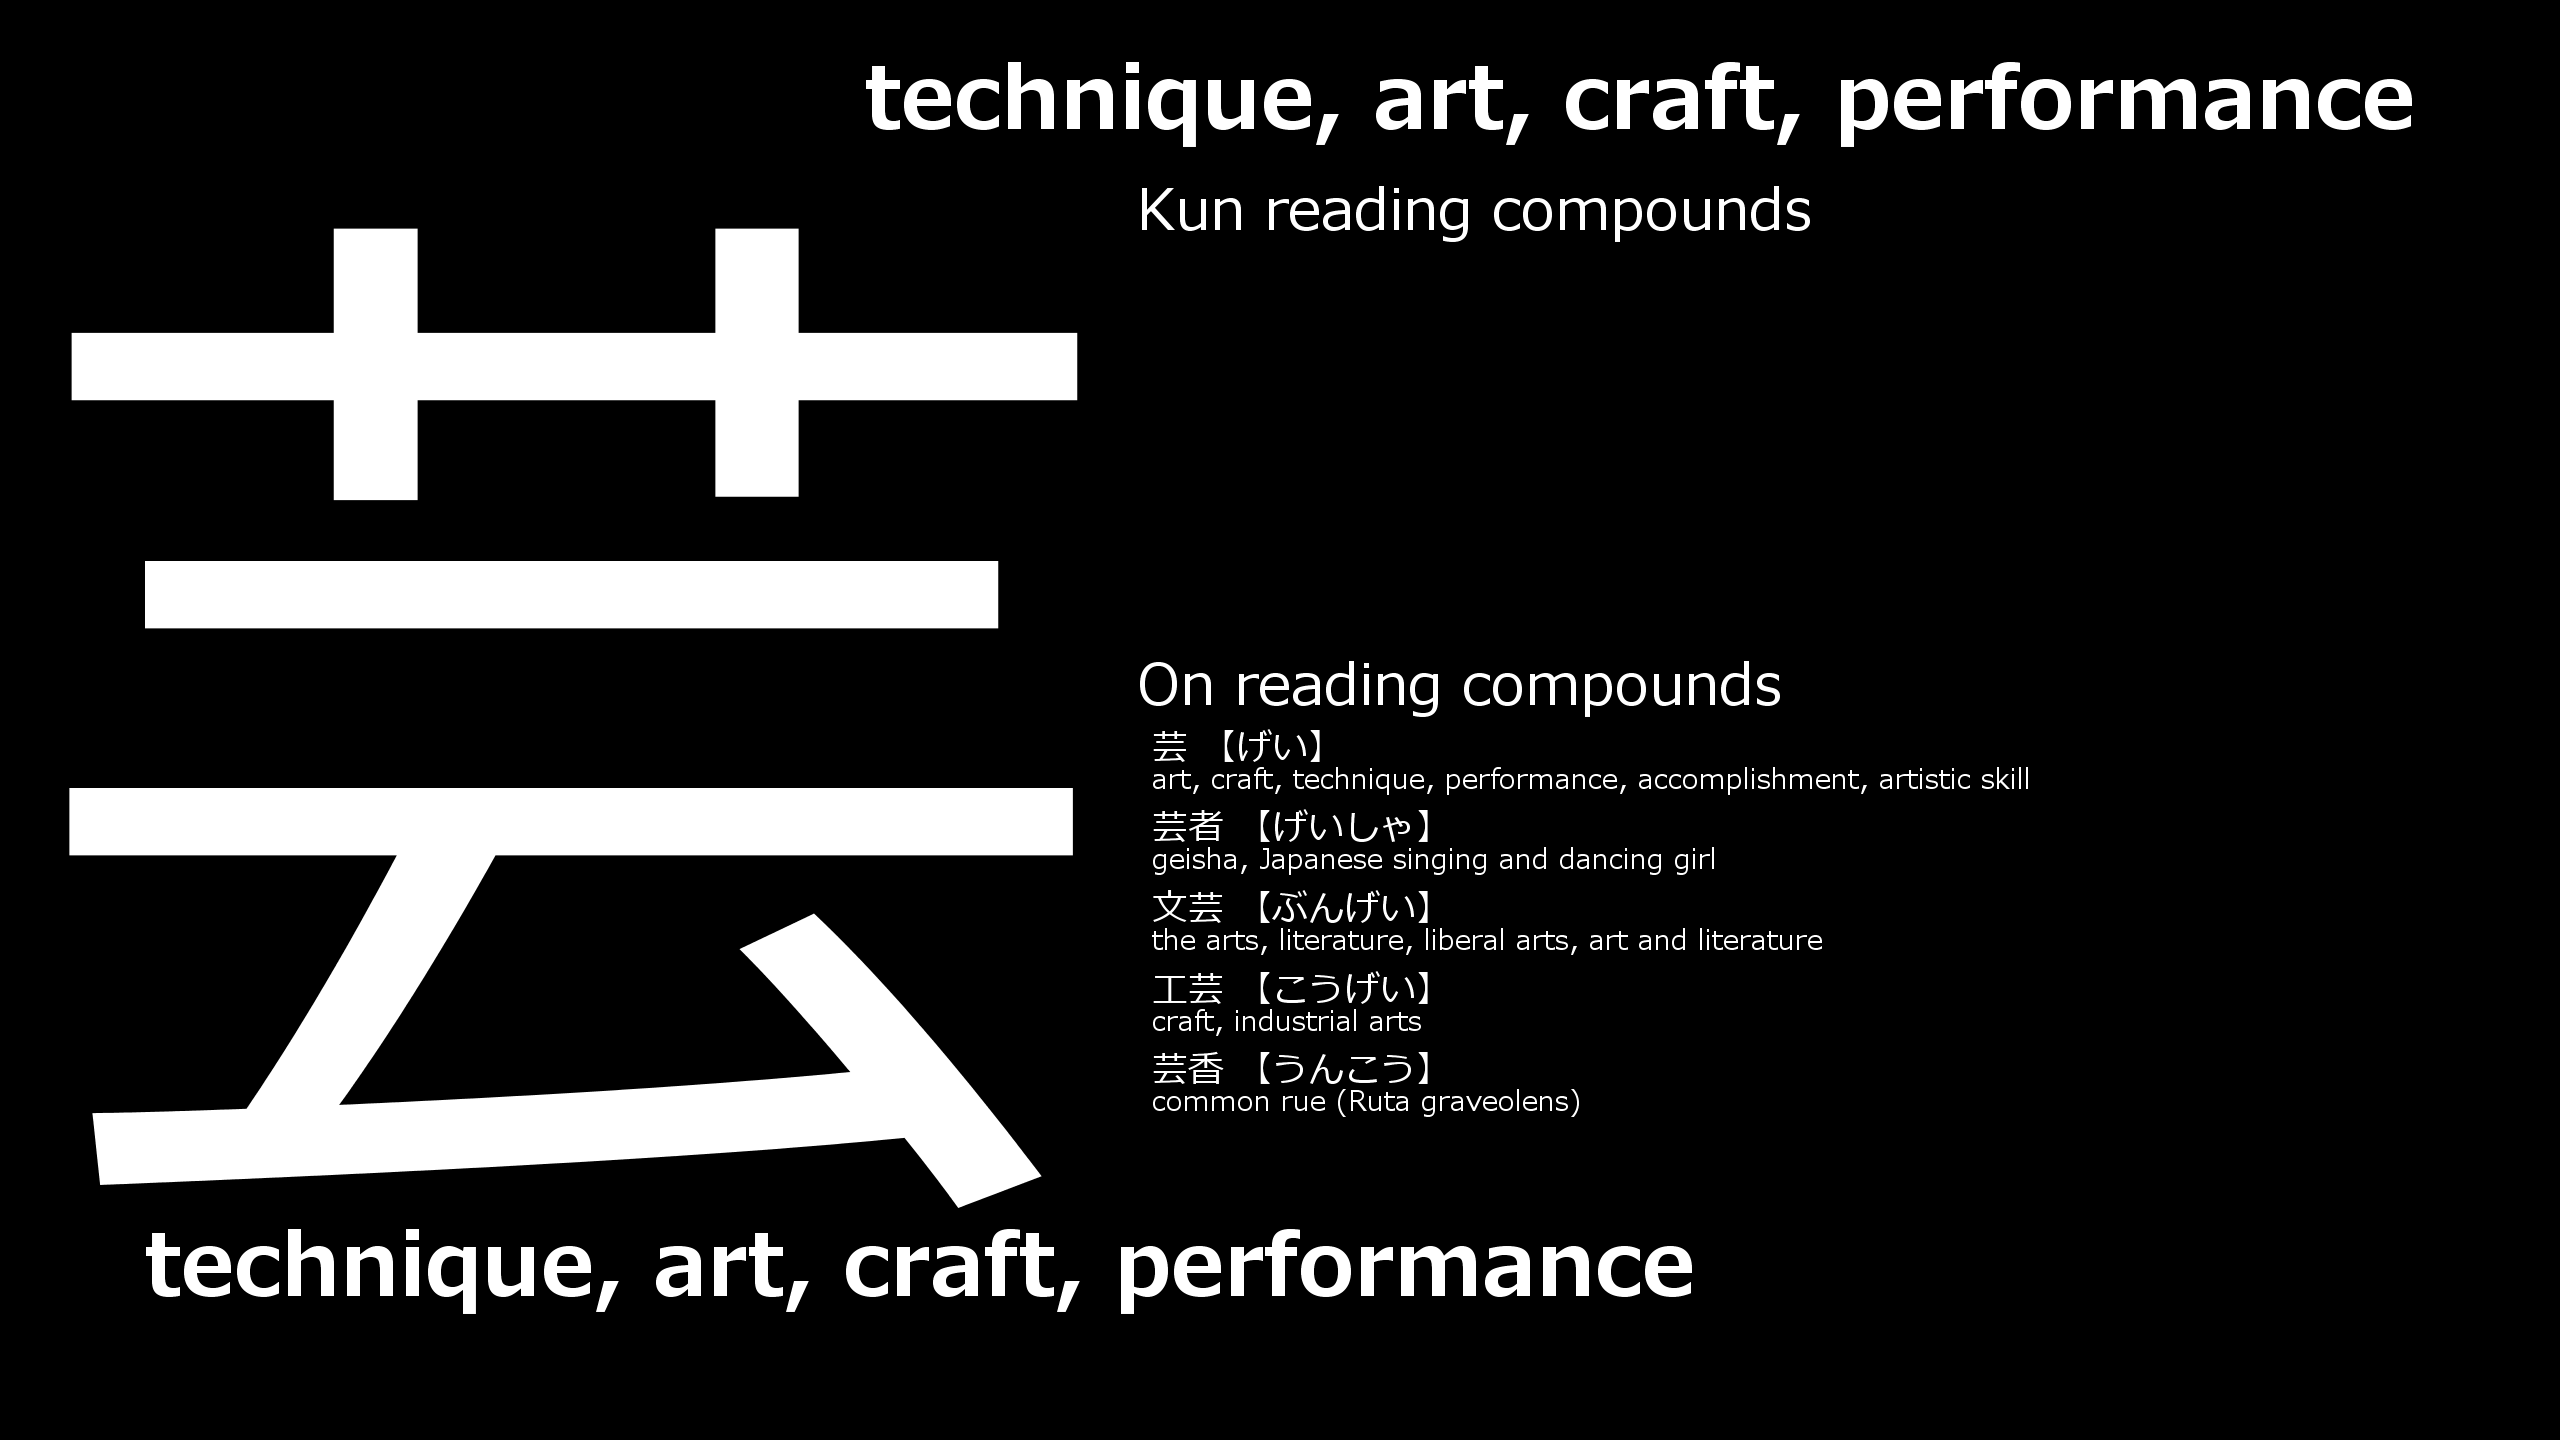 technique, art, craft, performance
芸
Kun reading compounds
On reading compounds
芸 【げい】
art, craft, technique, performance, accomplishment, artistic skill
芸者 【げいしゃ】
geisha, Japanese singing and dancing girl
文芸 【ぶんげい】
the arts, literature, liberal arts, art and literature
工芸 【こうげい】
craft, industrial arts
芸香 【うんこう】
common rue (Ruta graveolens)
technique, art, craft, performance